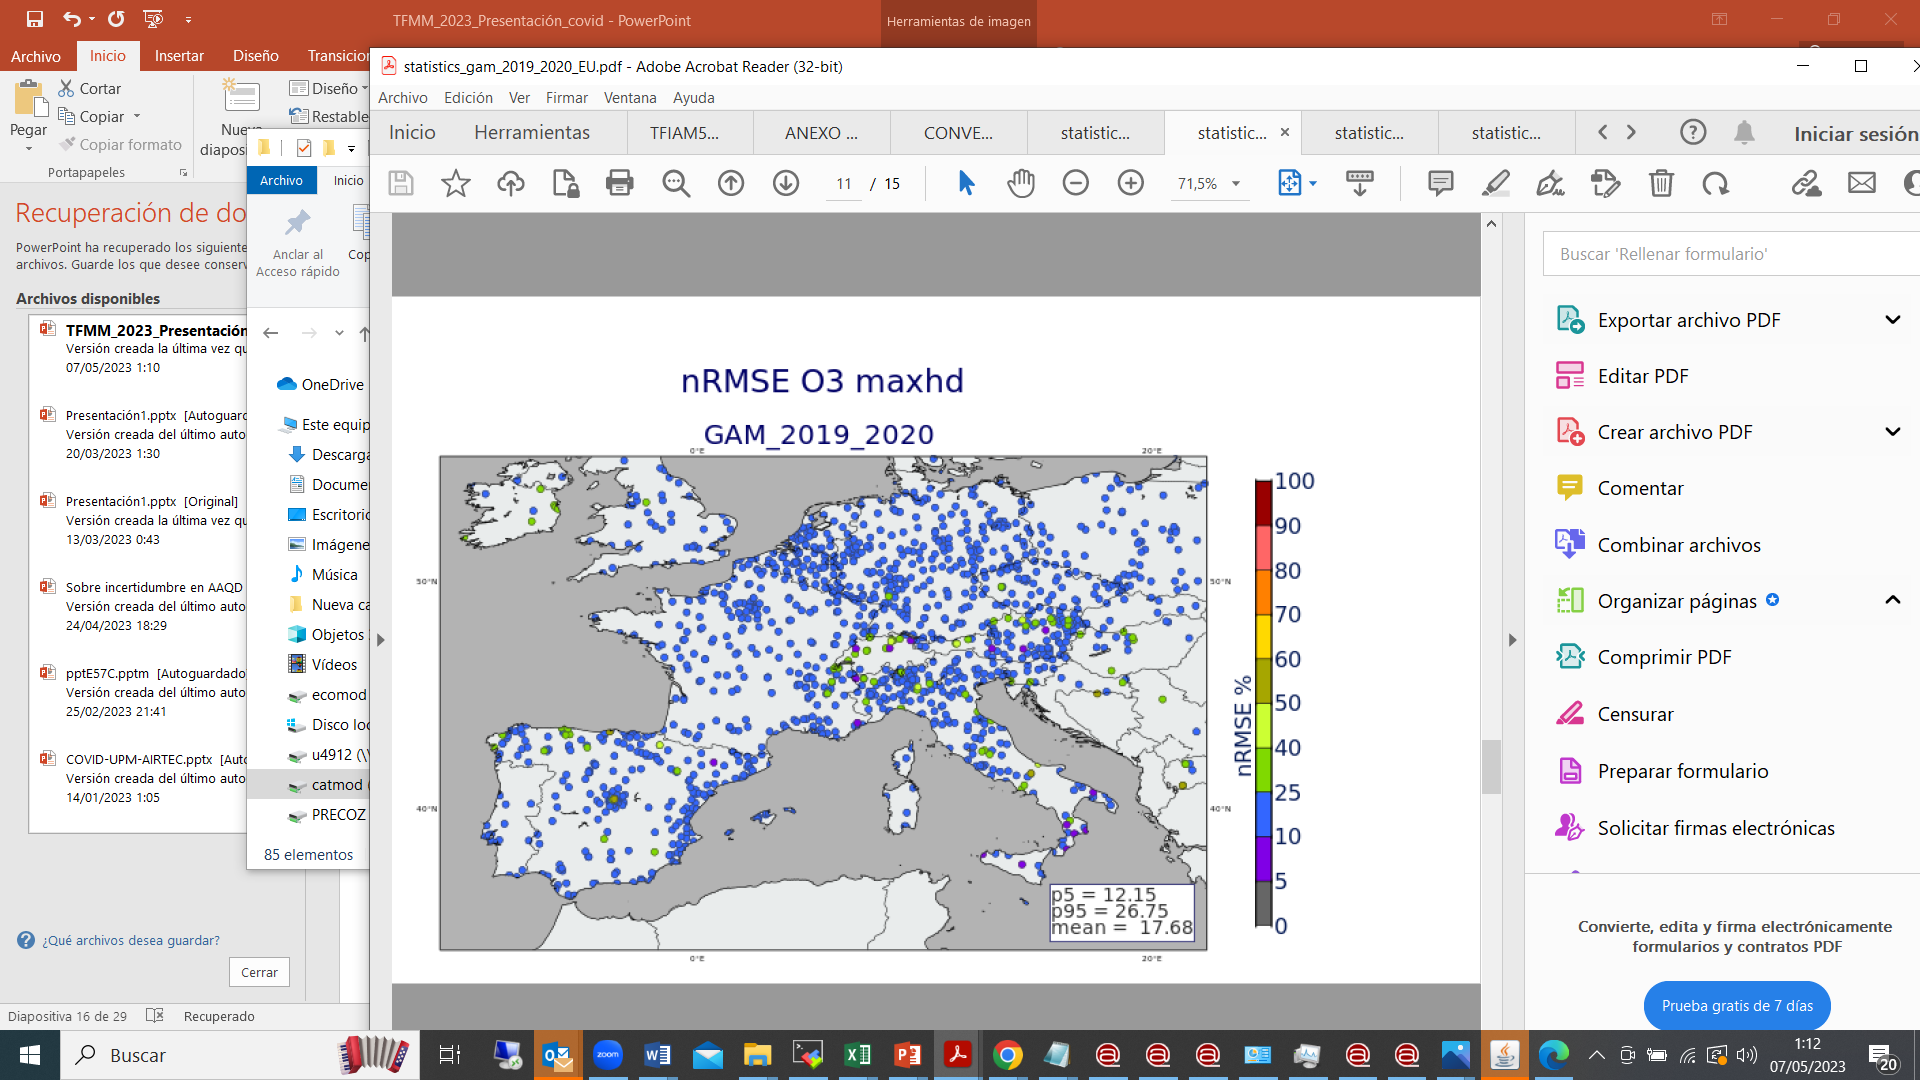 TFMM_2023_Presentación_covid - PowerPoint
Herramientas de imagen
Archivo
Inicio
Insertar
Diseño
Pegar
Cortar
Copiar
Copiar formato
Portapapeles
Diseño
Recuperación de
PowerPoint ha recuperado los siguiente
archivos. Guarde los que desee
Archivos disponibles
TFMM_2023_Presentación
Versión creada la última vez
07/05/2023 1:10
Presentación1.pptx
Versión creada del último
20/03/2023 1:30
Presentación1.pptx [Original]
Versión creada la última vez
13/03/2023 0:43
Sobre incertidumbre en AAQD
Versión creada del último
24/04/2023 18:29
pptE57C.pptm [Autoguardado
Versión creada del último
25/02/2023 21:41
COVID-UPM-AIRTEC.pptx
Versión creada del último
14/01/2023 1:05
¿Qué archivos desea guardar?
Cerrar
Diapositiva 16 de 29
Recuperado
Archivo
Inicio
Anclar al
Acceso rápido
OneDrive
Este equip
Descarga
Docume
Escritorio
Imágene
Música
Nueva ca
Objetos
Vídeos
ecomod
Disco loc
u4912
catmod
PRECOZ
85 elementos
statistics_gam_2019_2020_EU.pdf - Adobe Acrobat Reader (32-bit)
Archivo Edición Ver Firmar Ventana Ayuda
Inicio
Herramientas
TFIAM5...
ANEXO ...
CONVE...
statistic...
statistic...
statistic...
statistic...
Iniciar sesión
11 / 15
71,5%
nRMSE O3 maxhd
GAM_2019_2020
0°E
20°E
50°N
50°N
40°N
40°N
0°E
20°E
p5 = 12.15
p95 = 26.75
mean = 17.68
nRMSE %
100
90
80
70
60
50
40
25
10
5
0
Buscar 'Rellenar formulario'
Exportar archivo PDF
Editar PDF
Crear archivo PDF
Comentar
Combinar archivos
Organizar páginas
Comprimir PDF
Censurar
Preparar formulario
Solicitar firmas electrónicas
Convierte, edita y firma electrónicamente
formularios y contratos PDF
Prueba gratis de 7 días
Buscar
zoom
1:12
07/05/2023
20